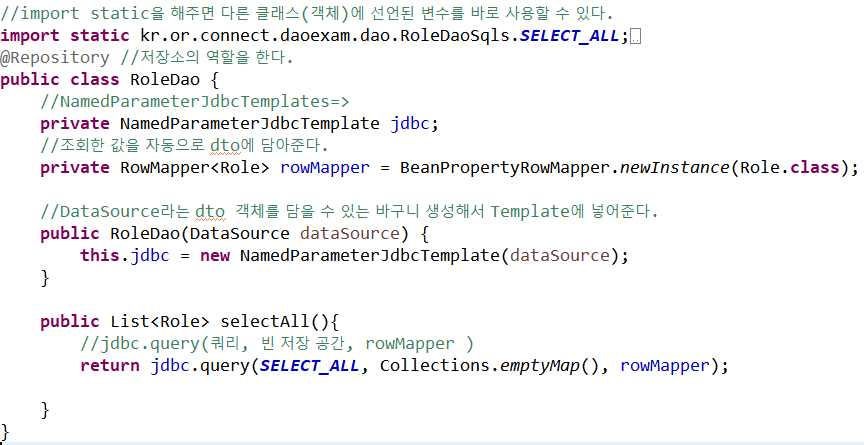 //import static을 해주면 다른 클래스(객체)에 선언된 변수를 바로 사용할 수 있다.
import static kr.or.connect.daoexam.dao.RoleDaoSqls.SELECT_ALL;
@Repository //저장소의 역할을 한다.
public class RoleDao {
    //NamedParameterJdbcTemplates=>
    private NamedParameterJdbcTemplate jdbc;
    //조회한 값을 자동으로 dto에 담아준다.
    private RowMapper<Role> rowMapper = BeanPropertyRowMapper.newInstance(Role.class);
    //DataSource라는 dto 객체를 담을 수 있는 바구니 생성해서 Template에 넣어준다.
    public RoleDao(DataSource dataSource) {
        this.jdbc = new NamedParameterJdbcTemplate(dataSource);
    }
    public List<Role> selectAll(){
        //jdbc.query(쿼리, 빈 저장 공간, rowMapper )
        return jdbc.query(SELECT_ALL, Collections.emptyMap(), rowMapper);
    }
}